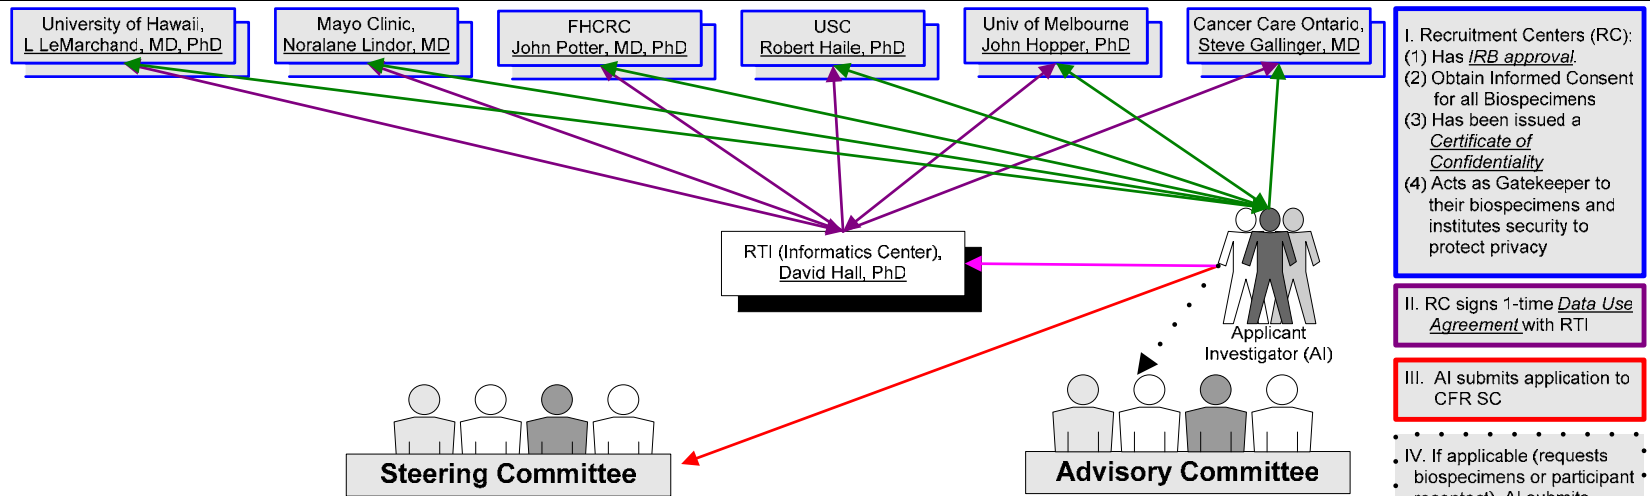 University of Hawaii,
L LeMarchand, MD, PhD
Mayo Clinic,
Noralane Lindor, MD
FHCRC
John Potter, MD, PhD
USC
Robert Haile, PhD
Univ of Melbourne
John Hopper, PhD
Cancer Care Ontario,
Steve Gallinger, MD
RTI (Informatics Center),
David Hall, PhD
Applicant
Investigator (AI)
Steering Committee
Advisory Committee
I. Recruitment Centers (RC):
(1) Has IRB approval.
(2) Obtain Informed Consent
for all Biospecimens
(3) Has been issued a
Certificate of
Confidentiality
(4) Acts as Gatekeeper to
their biospecimens and
institutes security to
protect privacy
II. RC signs 1-time Data Use
Agreement with RTI
III. AI submits application to
CFR SC
IV. If applicable (requests
biospecimens or participant
AI submits